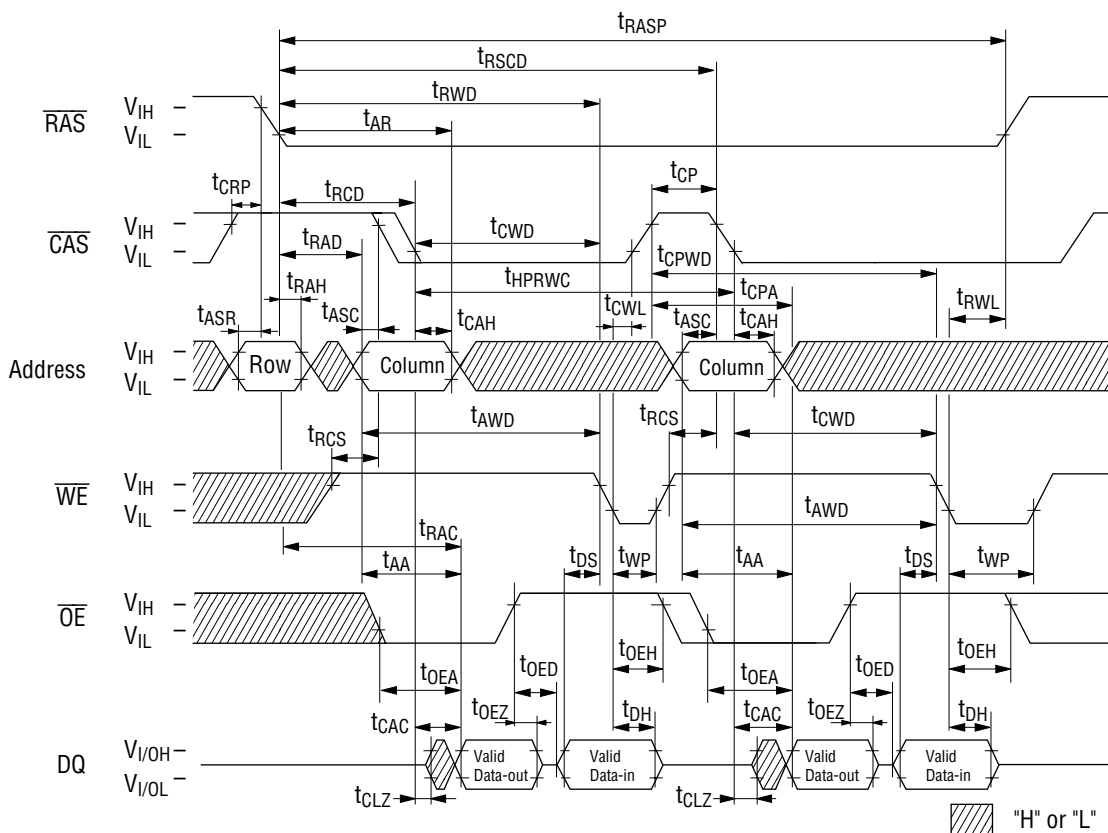 tRASP
tRSCD
tRWD
tAR
RAS VIH
VIL
tCRP tRCD tCP
CAS VIH
VIL
tRAD tCWD tCPWD
tRAH tHPRWC tCPA
tASR tASC tCAH tCWL tASC tCAH tRWL
Address VIH
VIL
Row Column Column
tRCS tAWD tRCS tCWD
WE VIH
VIL
tRAC tAWD
tAA tDS tWP tAA tDS tWP
OE VIH
VIL
tOEA tOED tOEH tOEA tOED tOEH
tCAC tOEZ tDH tCAC tOEZ tDH
DQ VI/OH
VI/OL
Valid Data-out Valid Data-in Valid Data-out Valid Data-in
tCLZ tCLZ
"H" or "L"